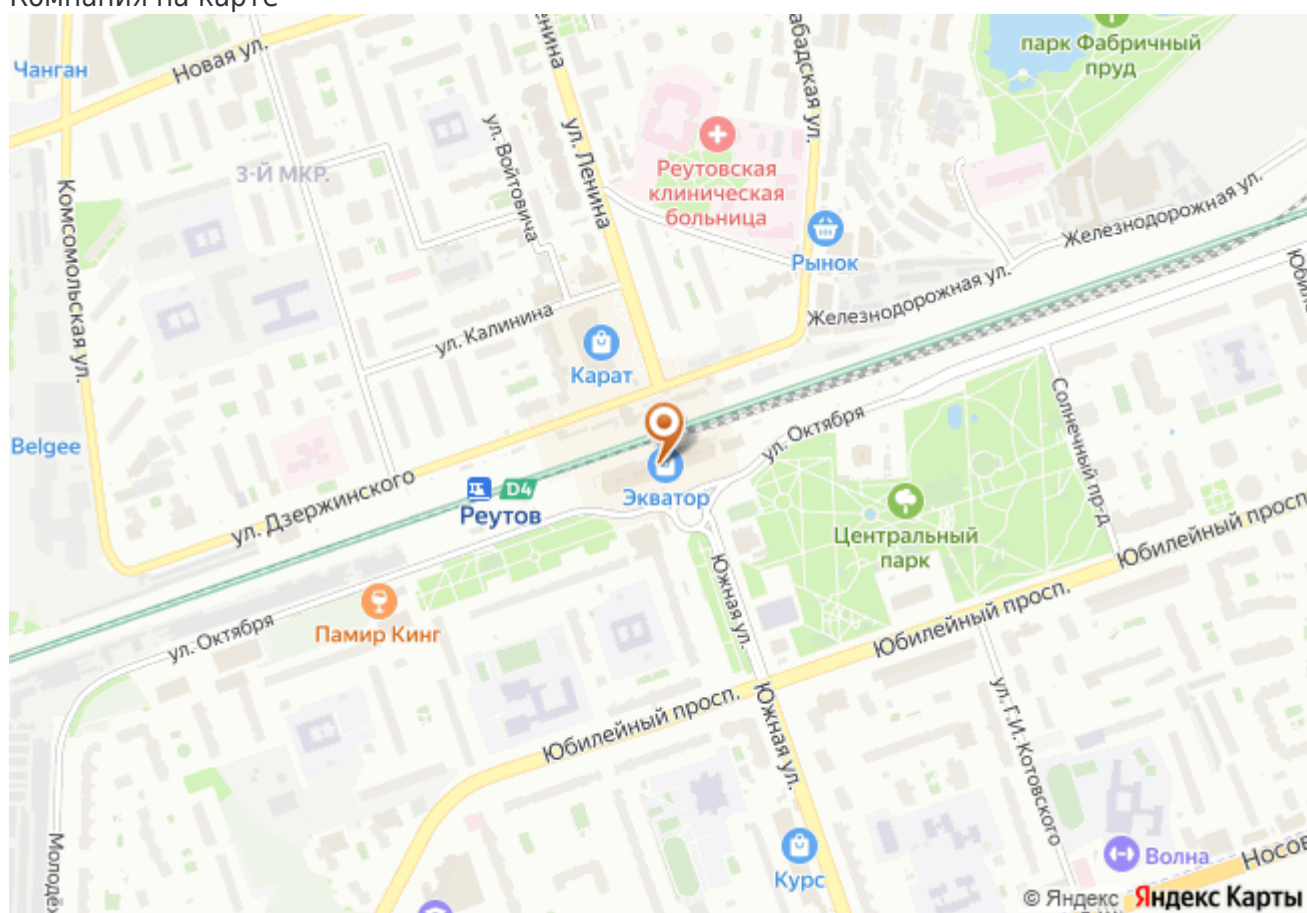 Компания на карте
парк Фабричный
пруд
Чанган
Новая ул.
ул. Войтовича
ул. Ленина
Реутовская
клиническая
больница
3-Й МКР.
Комсомольская ул.
Рынок
Железнодорожная ул.
Железнодорожная ул.
ул. Калинина
Карат
Солнечный пр-д
ул. Октября
Belgee
Экватор
D4
Реутов
ул. Дзержинского
Центральный
парк
Юбилейный просп.
Юбилейный просп.
Южная ул.
Памир Кинг
ул. Октября
Юбилейный просп.
Южная ул.
ул. Г.И. Котовского
Курс
Волна
© Яндекс Яндекс Карты